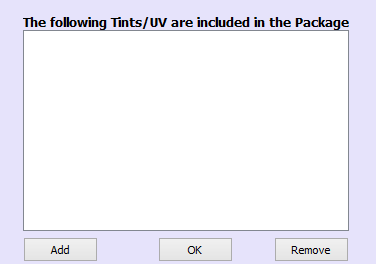 The following Tints/UV are included in the Package
Add OK Remove